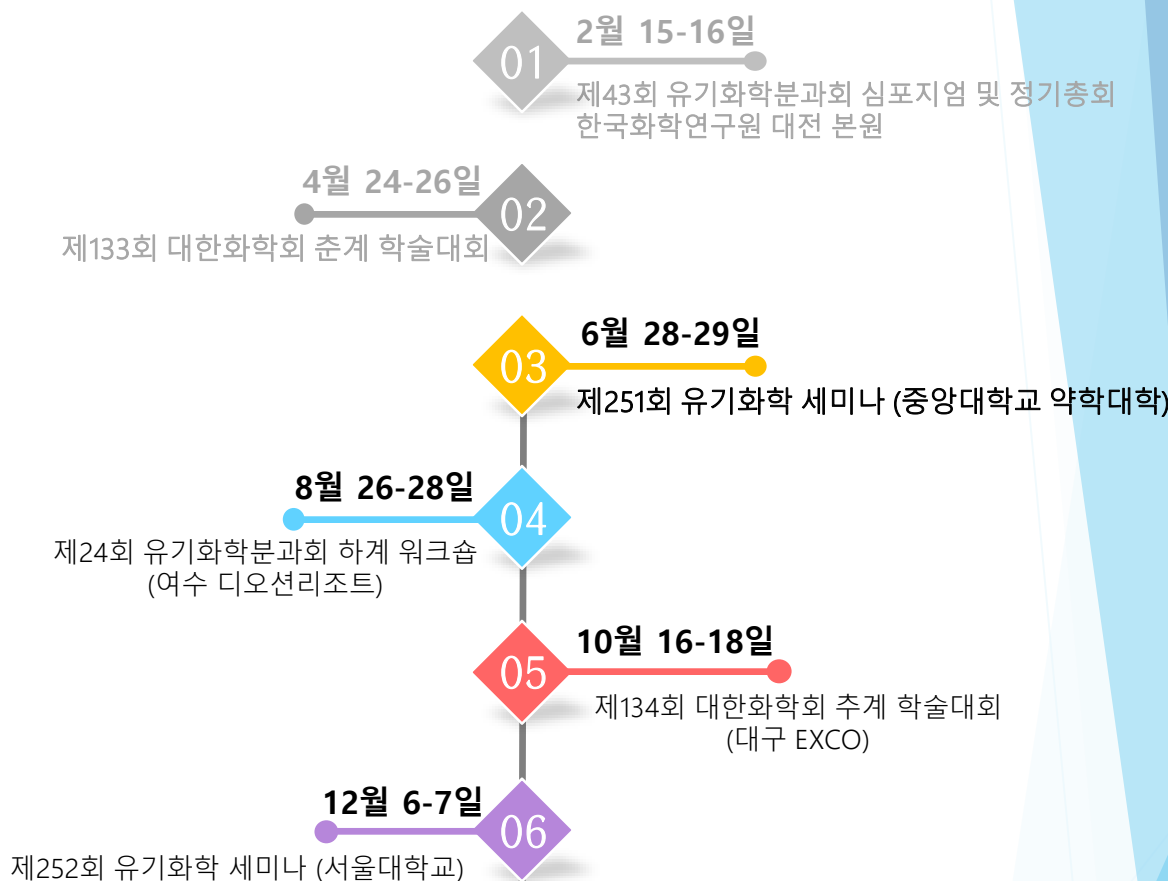 01
2월 15-16일
제43회 유기화학분과회 심포지엄 및 정기총회
한국화학연구원 대전 본원
4월 24-26일
02
제133회 대한화학회 춘계 학술대회
03
6월 28-29일
제251회 유기화학 세미나 (중앙대학교 약학대학)
8월 26-28일
04
제24회 유기화학분과회 하계 워크숍
(여수 디오션리조트)
05
10월 16-18일
제134회 대한화학회 추계 학술대회
(대구 EXCO)
12월 6-7일
06
제252회 유기화학 세미나 (서울대학교)